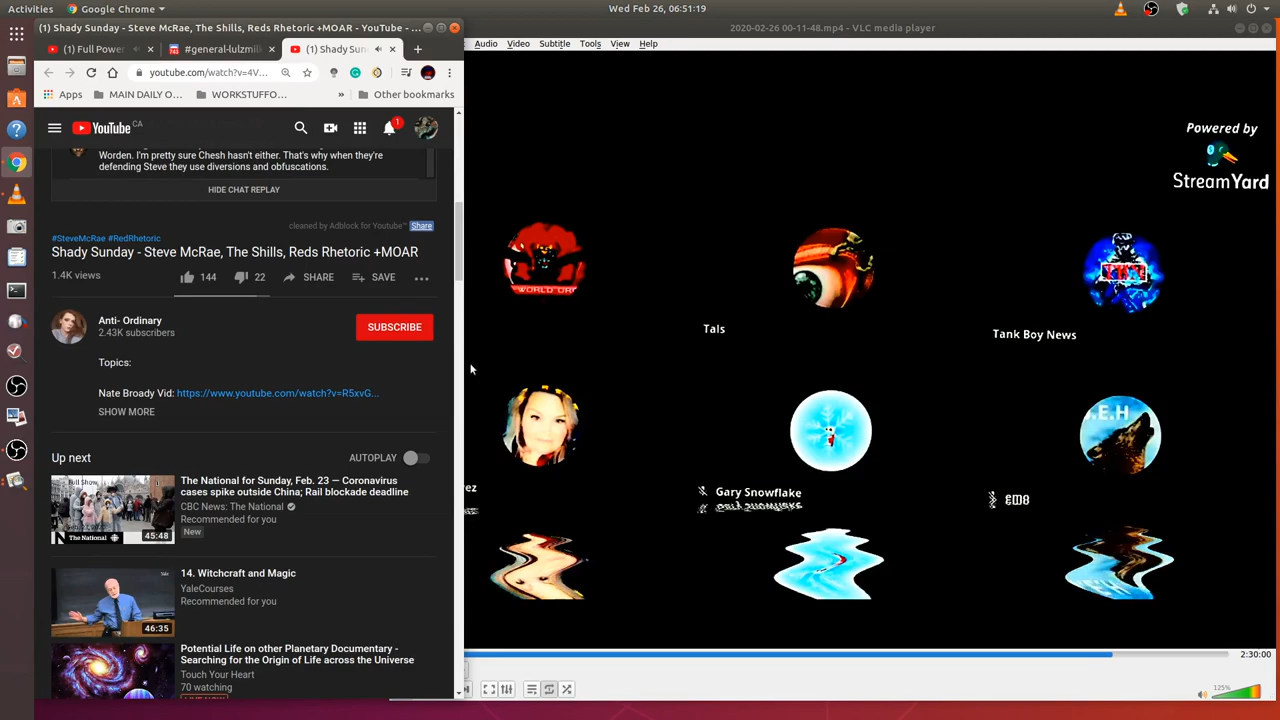 Activities
Google Chrome
Wed Feb 26, 06:51:19
(1) Shady Sunday - Steve McRae, The Shills, Reds Rhetoric +MOAR - YouTube - ...
2020-02-26 00-11-48.mp4 - VLC media player
(1) Full Power
#general-lulzmill
(1) Shady Sun
Audio Video Subtitle Tools View Help
youtube.com/watch?v=4V...
Apps
MAIN DAILY O...
WORKSTUFFO...
»
Other bookmarks
YouTube CA
1
Worden. I'm pretty sure Chesh hasn't either. That's why when they're
defending Steve they use diversions and obfuscations.
HIDE CHAT REPLAY
cleaned by Adblock for Youtube™ Share
#SteveMcRae #RedRhetoric
Shady Sunday - Steve McRae, The Shills, Reds Rhetoric +MOAR
1.4K views
144
22
SHARE
SAVE
Anti- Ordinary
2.43K subscribers
SUBSCRIBE
Topics:
Nate Broady Vid: https://www.youtube.com/watch?v=R5xvG...
SHOW MORE
Up next
AUTOPLAY
The National for Sunday, Feb. 23 — Coronavirus
cases spike outside China; Rail blockade deadline
CBC News: The National
Recommended for you
New
The National
45:48
14. Witchcraft and Magic
YaleCourses
Recommended for you
46:35
Potential Life on other Planetary Documentary -
Searching for the Origin of Life across the Universe
Touch Your Heart
70 watching
LIVE NOW
Powered by
StreamYard
Tals
Tank Boy News
ez
Gary Snowflake
2:30:00
125%